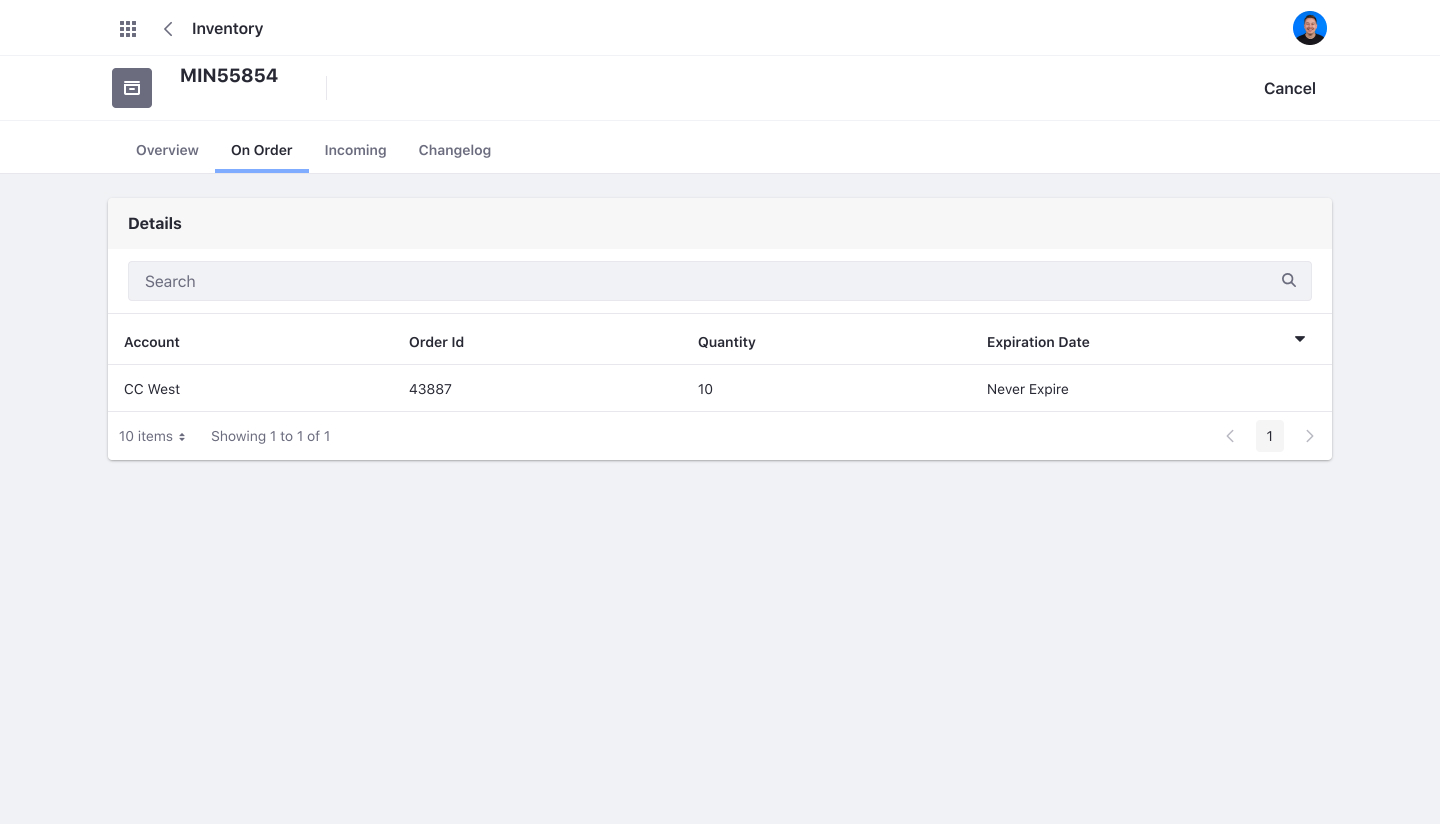 Inventory
MIN55854
Cancel
Overview On Order Incoming Changelog
Details
Search
Account Order Id Quantity Expiration Date
CC West 43887 10 Never Expire
10 items Showing 1 to 1 of 1 1